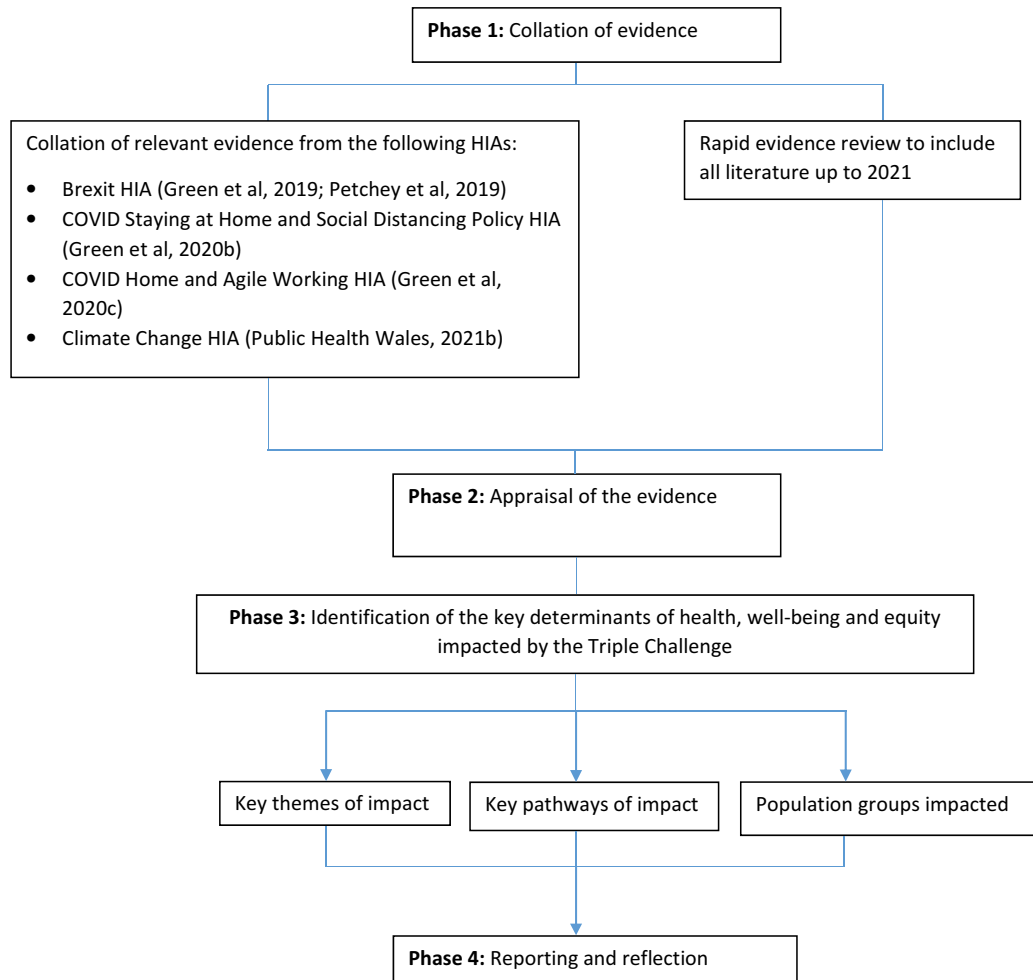 Phase 1: Collation of evidence
Collation of relevant evidence from the following HIAs:
• Brexit HIA (Green et al, 2019; Petchey et al, 2019)
• COVID Staying at Home and Social Distancing Policy HIA
(Green et al, 2020b)
• COVID Home and Agile Working HIA (Green et al,
2020c)
• Climate Change HIA (Public Health Wales, 2021b)
Rapid evidence review to include
all literature up to 2021
Phase 2: Appraisal of the evidence
Phase 3: Identification of the key determinants of health, well-being and equity
impacted by the Triple Challenge
Key themes of impact
Key pathways of impact
Population groups impacted
Phase 4: Reporting and reflection